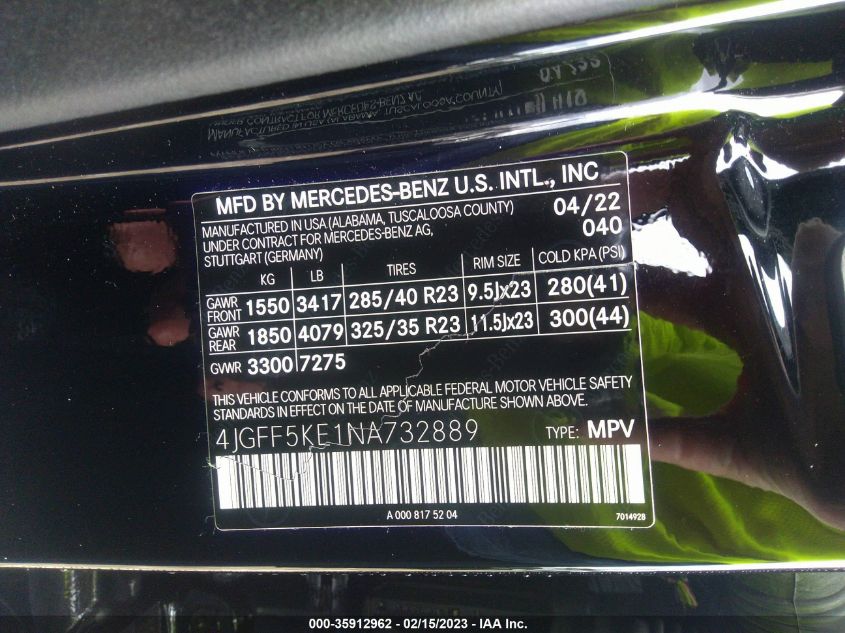 MFD BY MERCEDES-BENZ U.S. INTL., INC
MANUFACTURED IN USA (ALABAMA, TUSCALOOSA COUNTY) 04/22
UNDER CONTRACT FOR MERCEDES-BENZ AG, 040
STUTTGART (GERMANY)
KG LB TIRES RIM SIZE COLD KPA (PSI)
GAWR FRONT 1550 3417 285/40 R23 9.5Jx23 280(41)
GAWR REAR 1850 4079 325/35 R23 11.5Jx23 300(44)
GVWR 3300 7275
THIS VEHICLE CONFORMS TO ALL APPLICABLE FEDERAL MOTOR VEHICLE SAFETY
STANDARDS IN EFFECT ON THE DATE OF MANUFACTURE SHOWN ABOVE.
4JGFF5KE1NA732889 TYPE: MPV
A 000 817 52 04 7014928
000-35912962 - 02/15/2023 - IAA Inc.